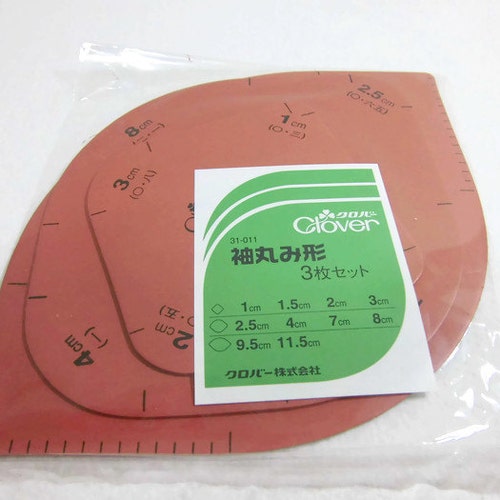 2.5cm
(〇・六五)
8cm
(二・一)
1cm
(〇・三)
3cm
(〇・八)
クロバー
Clover
31-011
袖丸み形
3枚セット
1cm 1.5cm 2cm 3cm
2.5cm 4cm 7cm 8cm
9.5cm 11.5cm
クロバー株式会社
2cm
(〇・五)
4cm
(一)